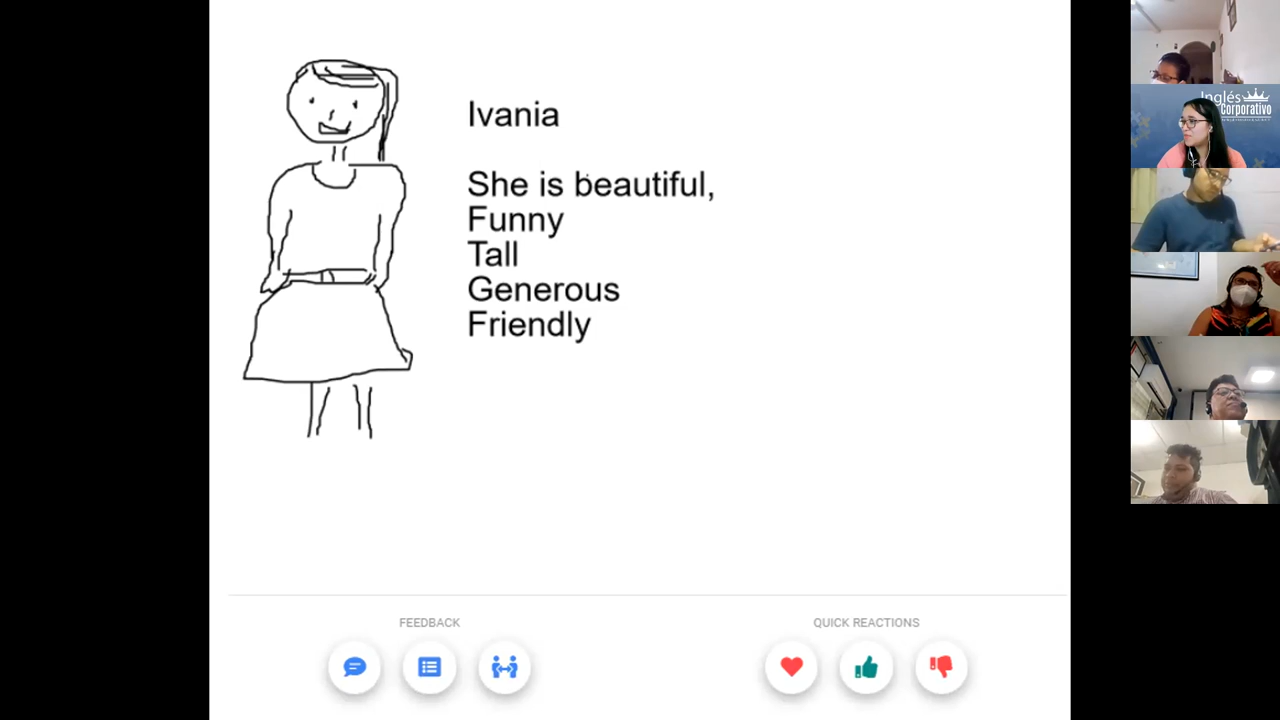 Ivania
She is beautiful,
Funny
Tall
Generous
Friendly
FEEDBACK
QUICK REACTIONS
Inglés
Corporativo